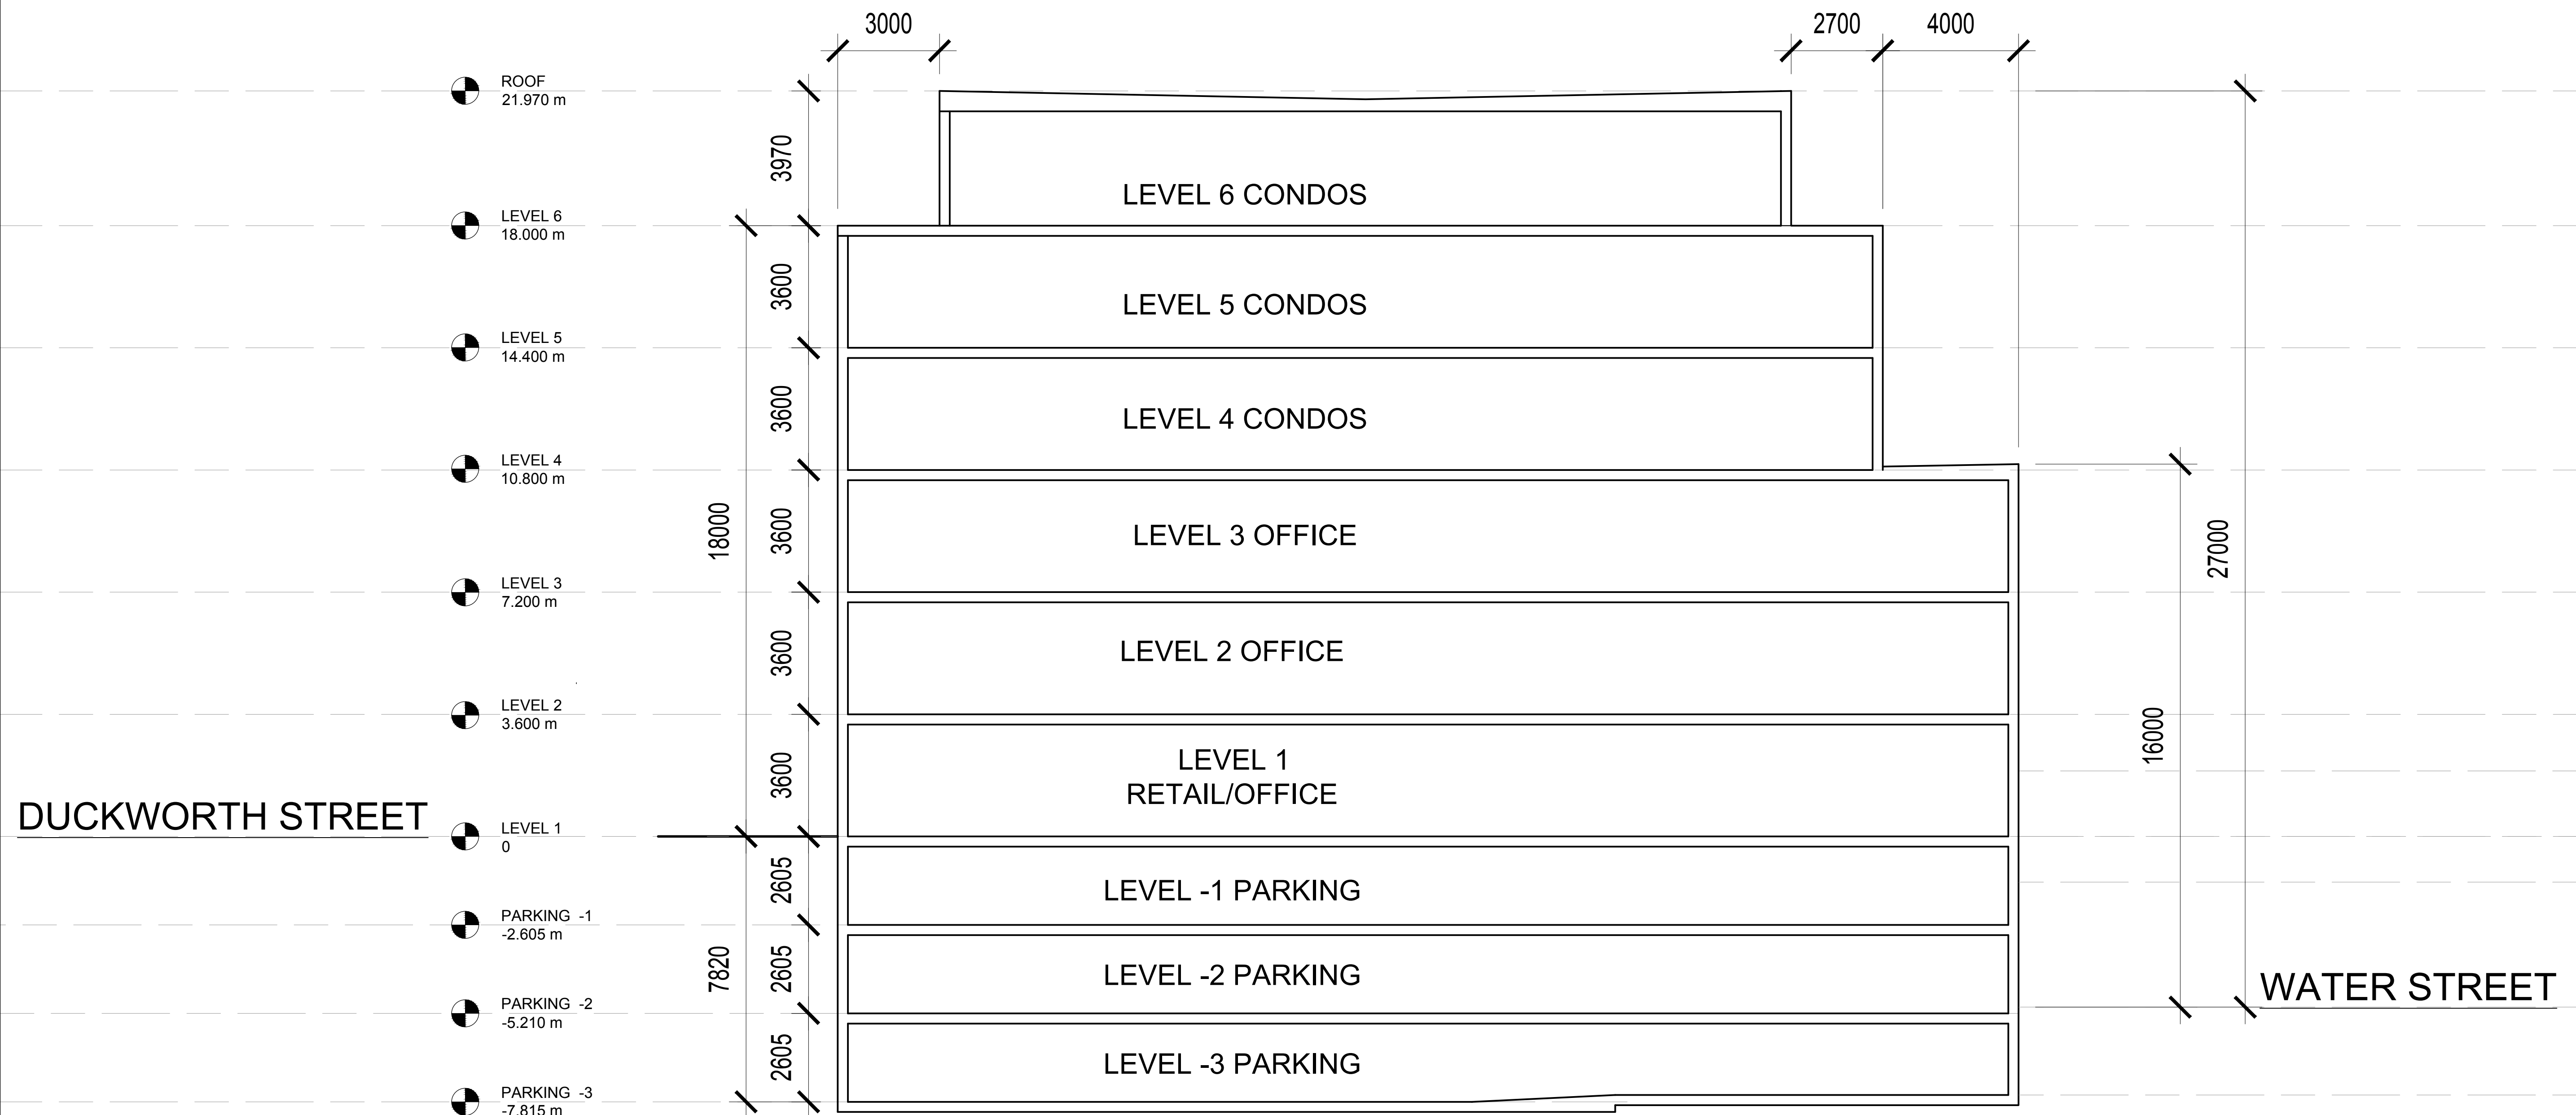 3000
2700
4000
ROOF
21.970 m
3970
LEVEL 6 CONDOS
LEVEL 6
18.000 m
3600
LEVEL 5 CONDOS
LEVEL 5
14.400 m
3600
LEVEL 4 CONDOS
LEVEL 4
10.800 m
18000
3600
LEVEL 3 OFFICE
27000
LEVEL 3
7.200 m
3600
LEVEL 2 OFFICE
LEVEL 2
3.600 m
16000
3600
LEVEL 1
RETAIL/OFFICE
DUCKWORTH STREET
LEVEL 1
0
2605
LEVEL -1 PARKING
PARKING -1
-2.605 m
7820
2605
LEVEL -2 PARKING
WATER STREET
PARKING -2
-5.210 m
2605
LEVEL -3 PARKING
PARKING -3
-7.815 m